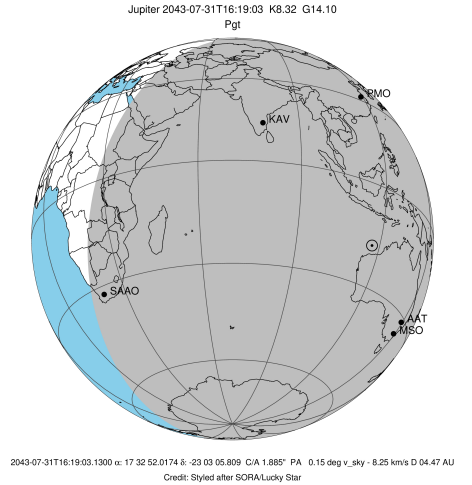 Jupiter 2043-07-31T16:19:03 K8.32 G14.10
Pgt
PMO
KAV
SAAO
AAT
MSO
2043-07-31T16:19:03.1300 α: 17 32 52.0174 δ: -23 03 05.809 C/A 1.885" PA 0.15 deg v_sky - 8.25 km/s D 04.47 AU
Credit: Styled after SORA/Lucky Star